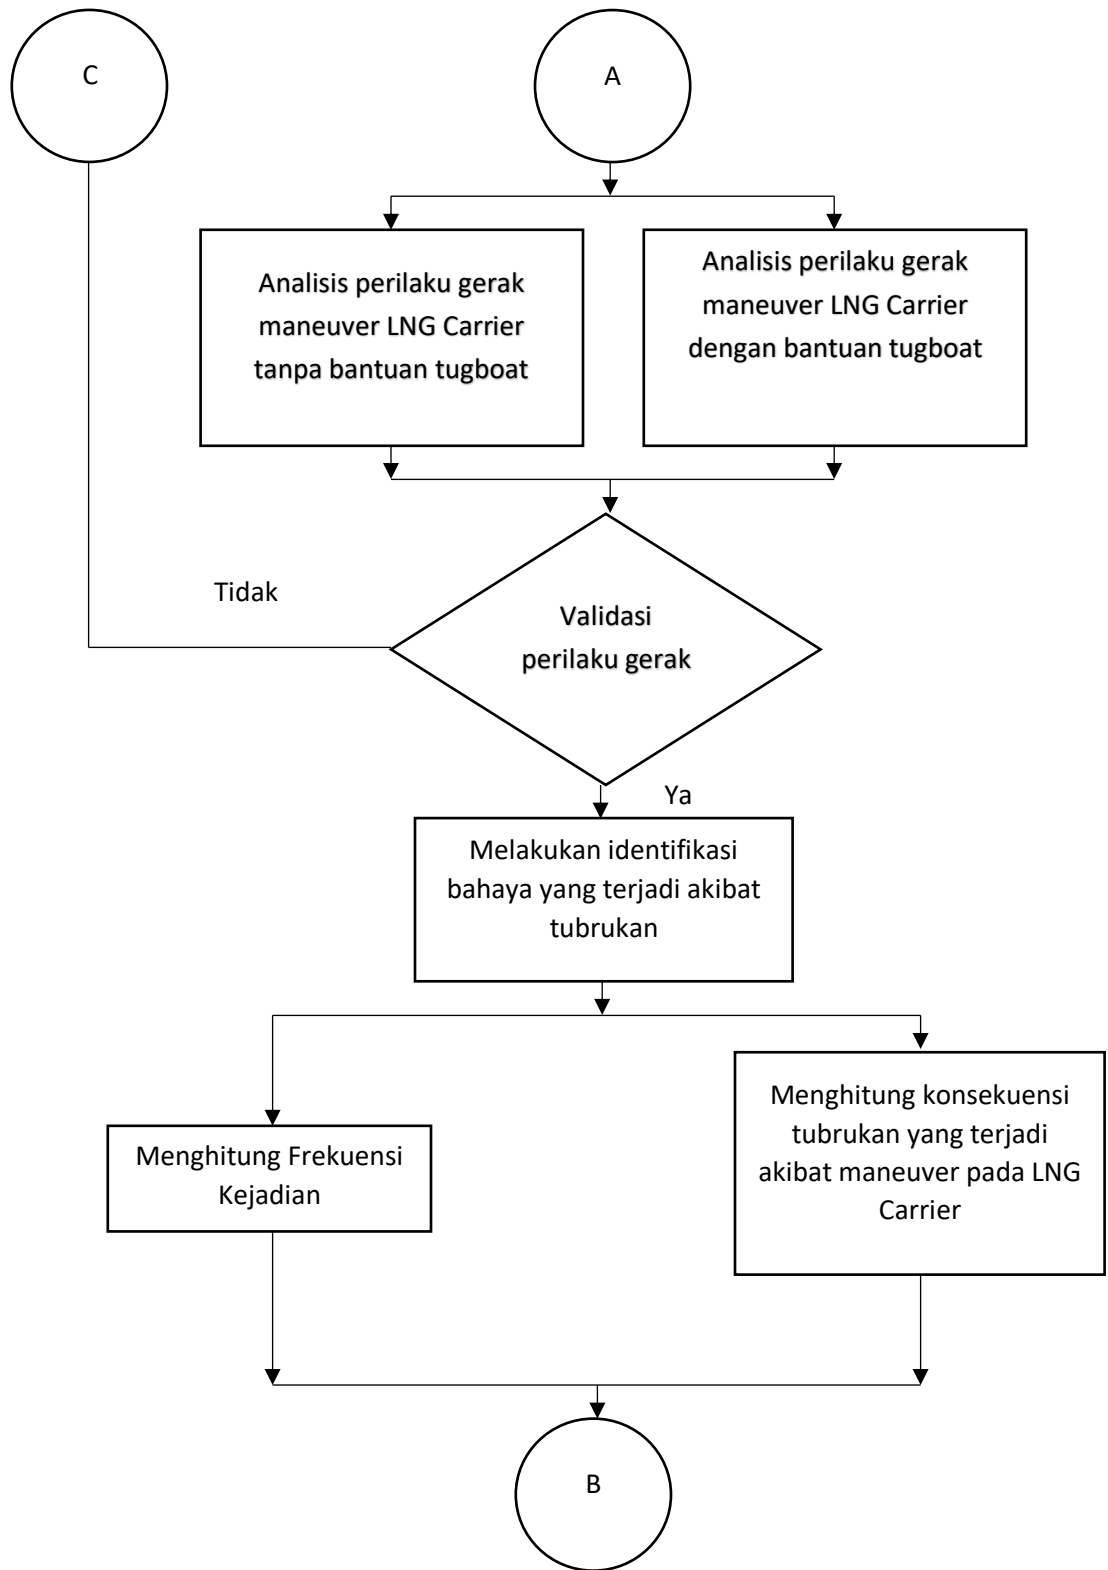 C
A
Analisis perilaku gerak
maneuver LNG Carrier
tanpa bantuan tugboat
Analisis perilaku gerak
maneuver LNG Carrier
dengan bantuan tugboat
Tidak
Validasi
perilaku gerak
Ya
Melakukan identifikasi
bahaya yang terjadi akibat
tubrukan
Menghitung Frekuensi
Kejadian
Menghitung konsekuensi
tubrukan yang terjadi
akibat maneuver pada LNG
Carrier
B